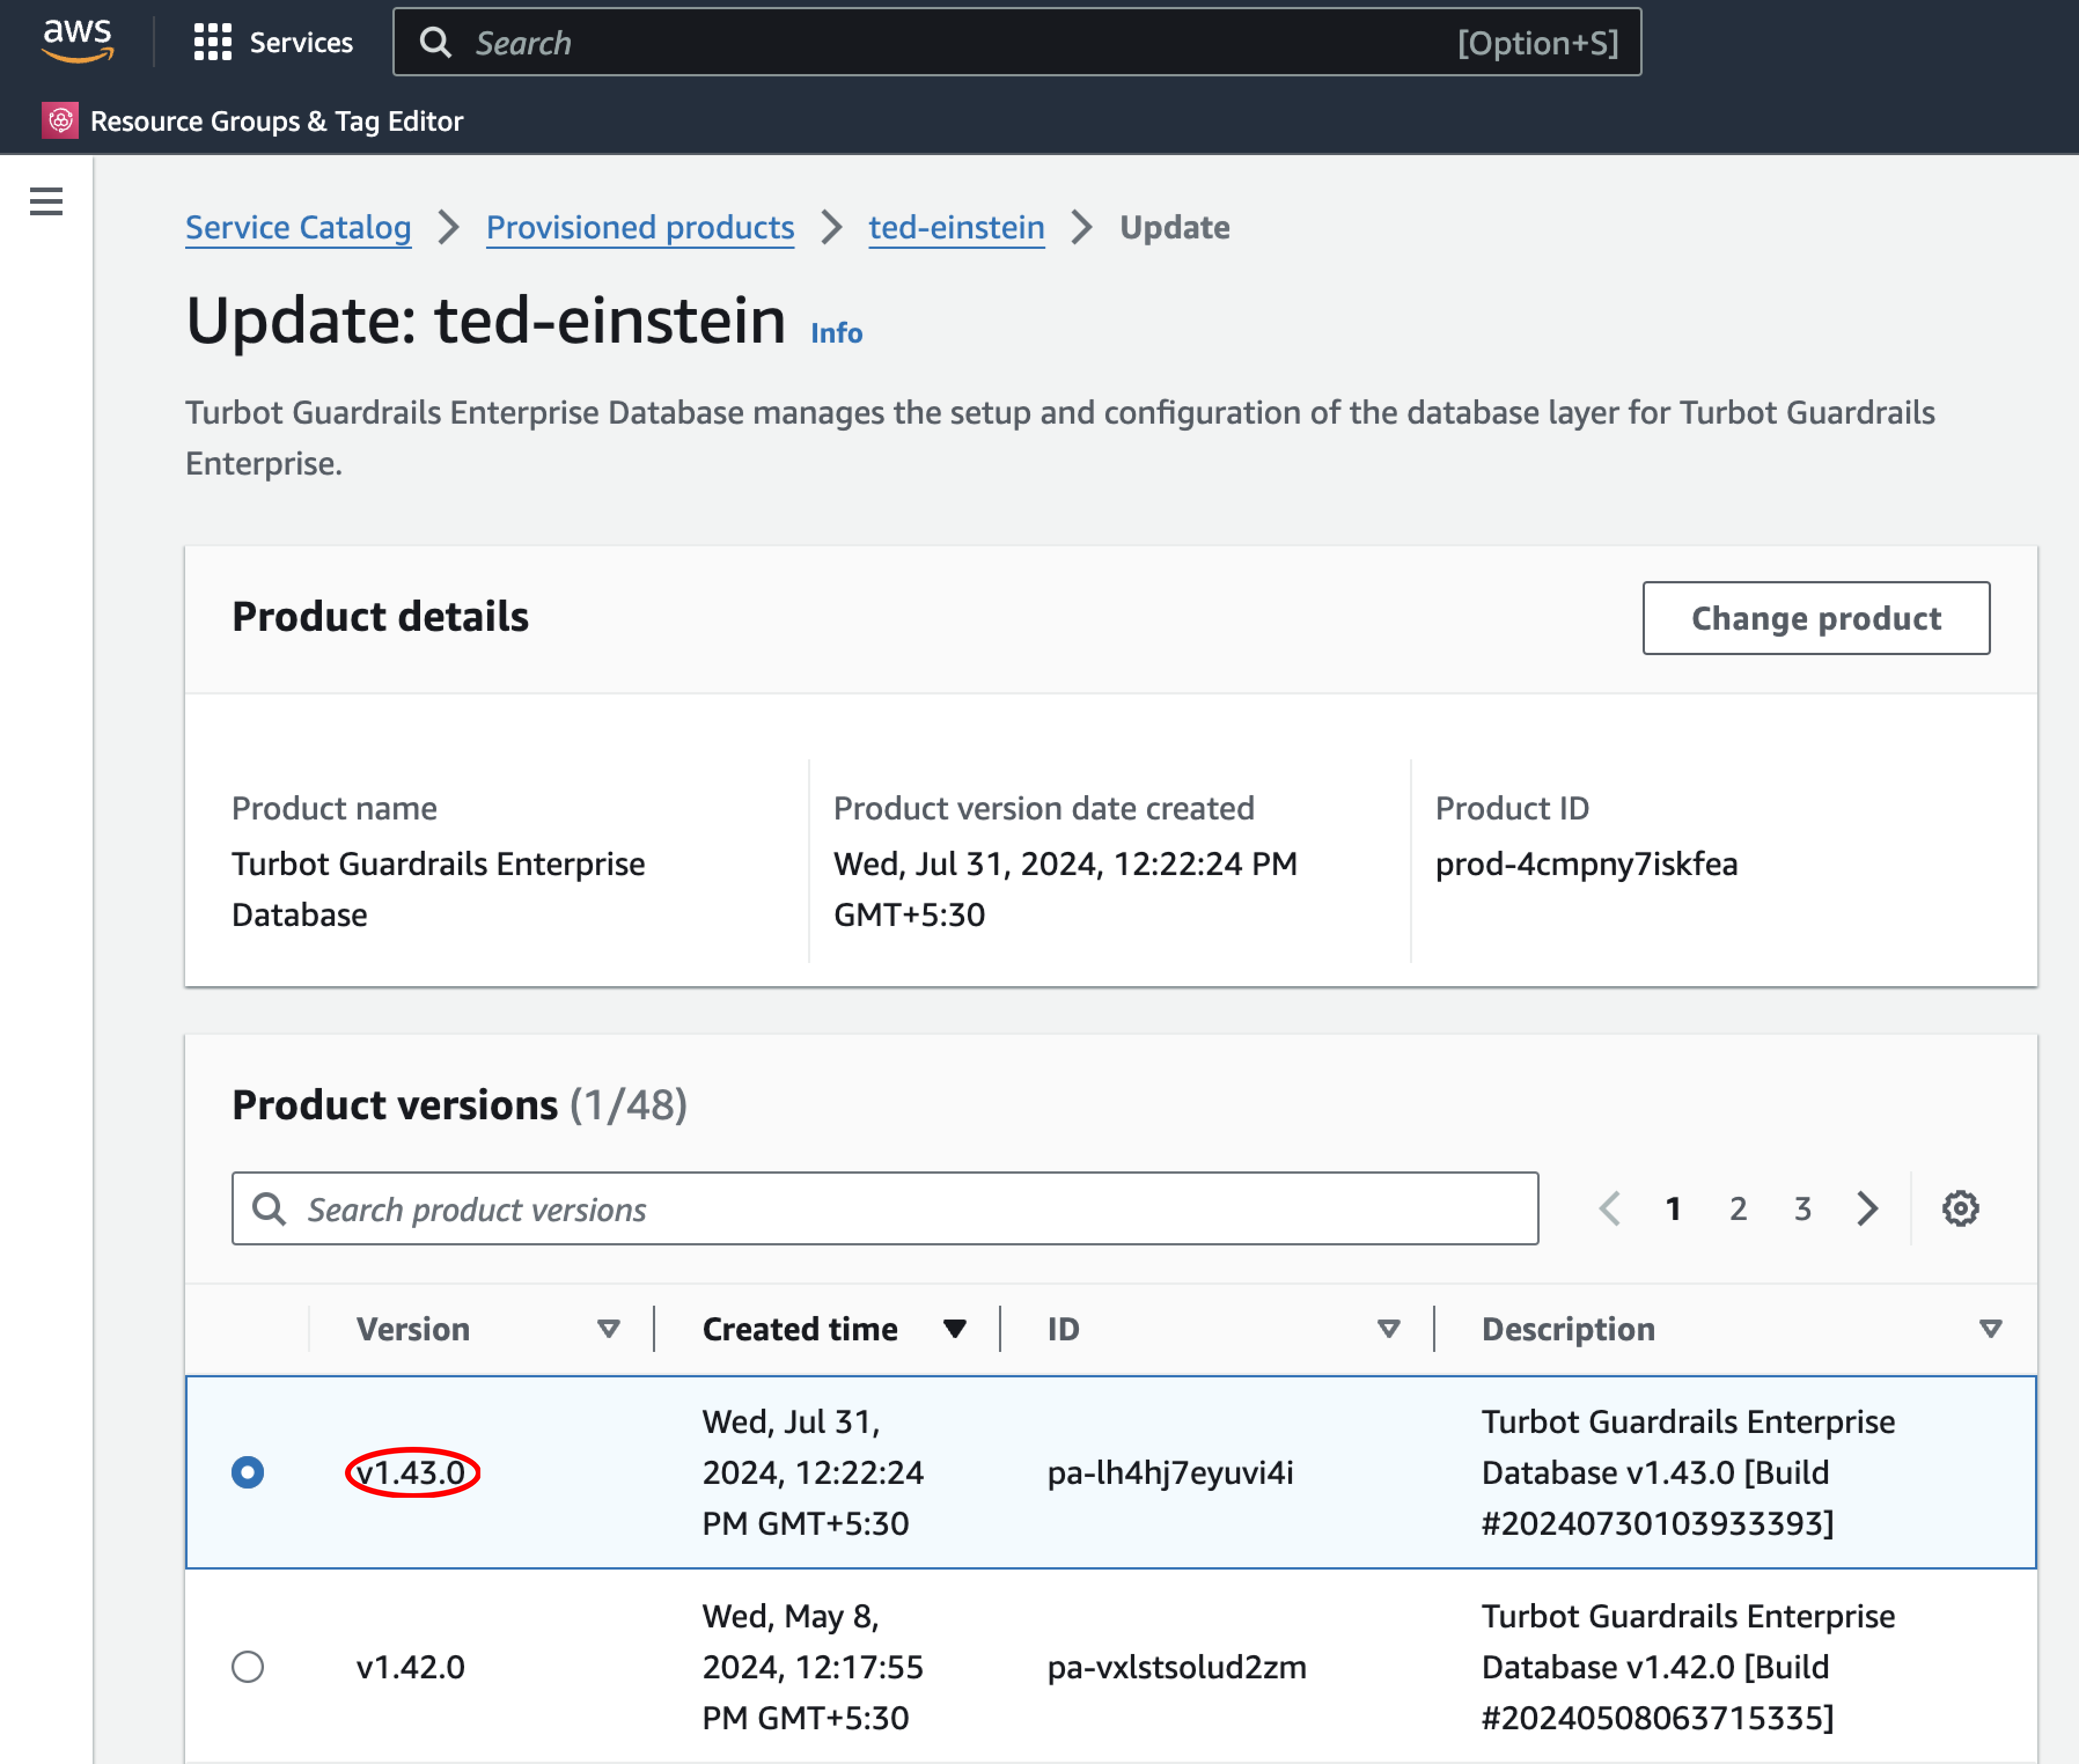 aws
Services
Search
[Option+S]
Resource Groups & Tag Editor
Service Catalog
Provisioned products
ted-einstein
Update
Update: ted-einstein
Info
Turbot Guardrails Enterprise Database manages the setup and configuration of the database layer for Turbot Guardrails
Enterprise.
Product details
Change product
Product name
Turbot Guardrails Enterprise
Database
Product version date created
Wed, Jul 31, 2024, 12:22:24 PM
GMT+5:30
Product ID
prod-4cmpny7iskfea
Product versions (1/48)
Search product versions
1
2
3
Version
Created time
ID
Description
v1.43.0
Wed, Jul 31,
2024, 12:22:24
PM GMT+5:30
pa-lh4hj7eyuvi4i
Turbot Guardrails Enterprise
Database v1.43.0 [Build
#20240730103933393]
v1.42.0
Wed, May 8,
2024, 12:17:55
PM GMT+5:30
pa-vxlstsolud2zm
Turbot Guardrails Enterprise
Database v1.42.0 [Build
#20240508063715335]